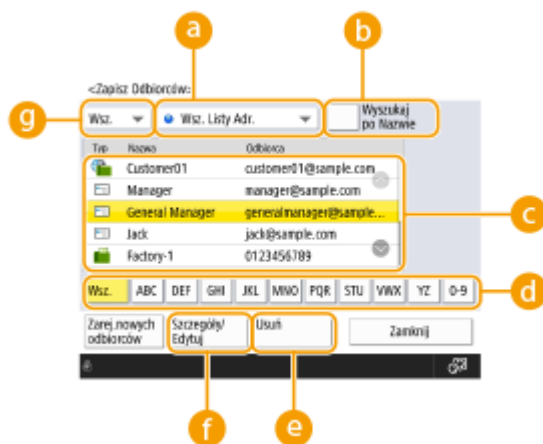 a
b
<Zapisz Odbiorców:
g
Wsz.
Wsz. Listy Adr.
Wyszukaj
po Nazwie
Typ Nazwa Odbiorca
Customer01 customer01@sample.com
Manager manager@sample.com
General Manager generalmanager@sample...
c
Jack jack@sample.com
Factory-1 0123456789
Wsz. ABC DEF GHI JKL MNO PQR STU VWX YZ 0-9
d
Zarej.nowych
odbiorców
Szczegóły/
Edytuj
Usuń
Zamknij
f
e